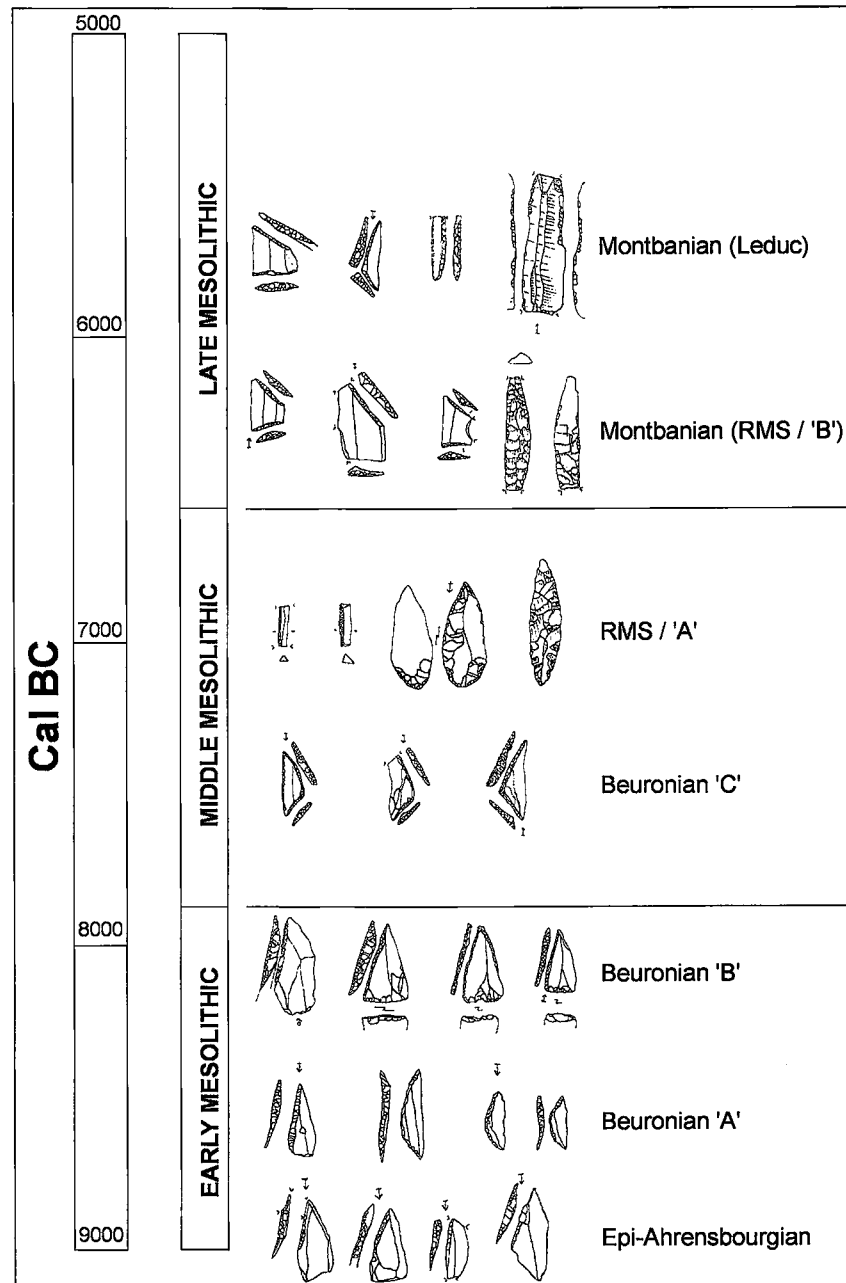 5000
6000
7000
8000
9000
Cal BC
LATE MESOLITHIC
MIDDLE MESOLITHIC
EARLY MESOLITHIC
Montbanian (Leduc)
Montbanian (RMS / 'B')
RMS / 'A'
Beuronian 'C'
Beuronian 'B'
Beuronian 'A'
Epi-Ahrensbourgian